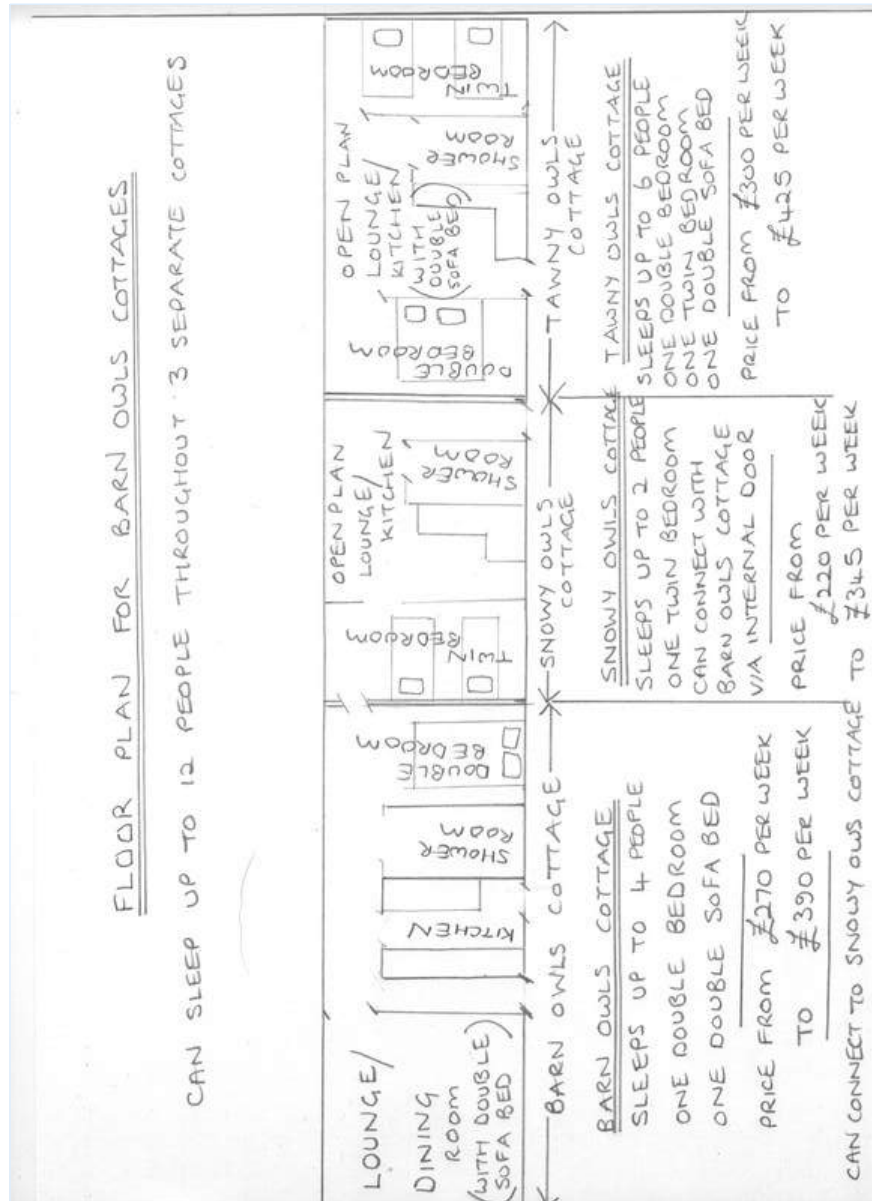 FLOOR PLAN FOR BARN OWLS COTTAGES
CAN SLEEP UP TO 12 PEOPLE THROUGHOUT 3 SEPARATE COTTAGES
LOUNGE/
DINING
ROOM
(WITH DOUBLE
SOFA BED)
KITCHEN
SHOWER
ROOM
DOUBLE
BEDROOM
TWIN
BEDROOM
OPEN PLAN
LOUNGE/
KITCHEN
SHOWER
ROOM
DOUBLE
BEDROOM
OPEN PLAN
LOUNGE/
KITCHEN
(WITH
DOUBLE
SOFA BED)
SHOWER
ROOM
TWIN
BEDROOM
BARN OWLS COTTAGE
SNOWY OWLS
COTTAGE
TAWNY OWLS
COTTAGE
BARN OWLS COTTAGE
SLEEPS UP TO 4 PEOPLE
ONE DOUBLE BEDROOM
ONE DOUBLE SOFA BED
PRICE FROM £270 PER WEEK
TO £390 PER WEEK
CAN CONNECT TO SNOWY OWS COTTAGE
SNOWY OWLS COTTAGE
SLEEPS UP TO 2 PEOPLE
ONE TWIN BEDROOM
CAN CONNECT WITH
BARN OWLS COTTAGE
VIA INTERNAL DOOR
PRICE FROM
£220 PER WEEK
TO £345 PER WEEK
TAWNY OWLS COTTAGE
SLEEPS UP TO 6 PEOPLE
ONE DOUBLE BEDROOM
ONE TWIN BEDROOM
ONE DOUBLE SOFA BED
PRICE FROM £300 PER WEEK
TO £425 PER WEEK